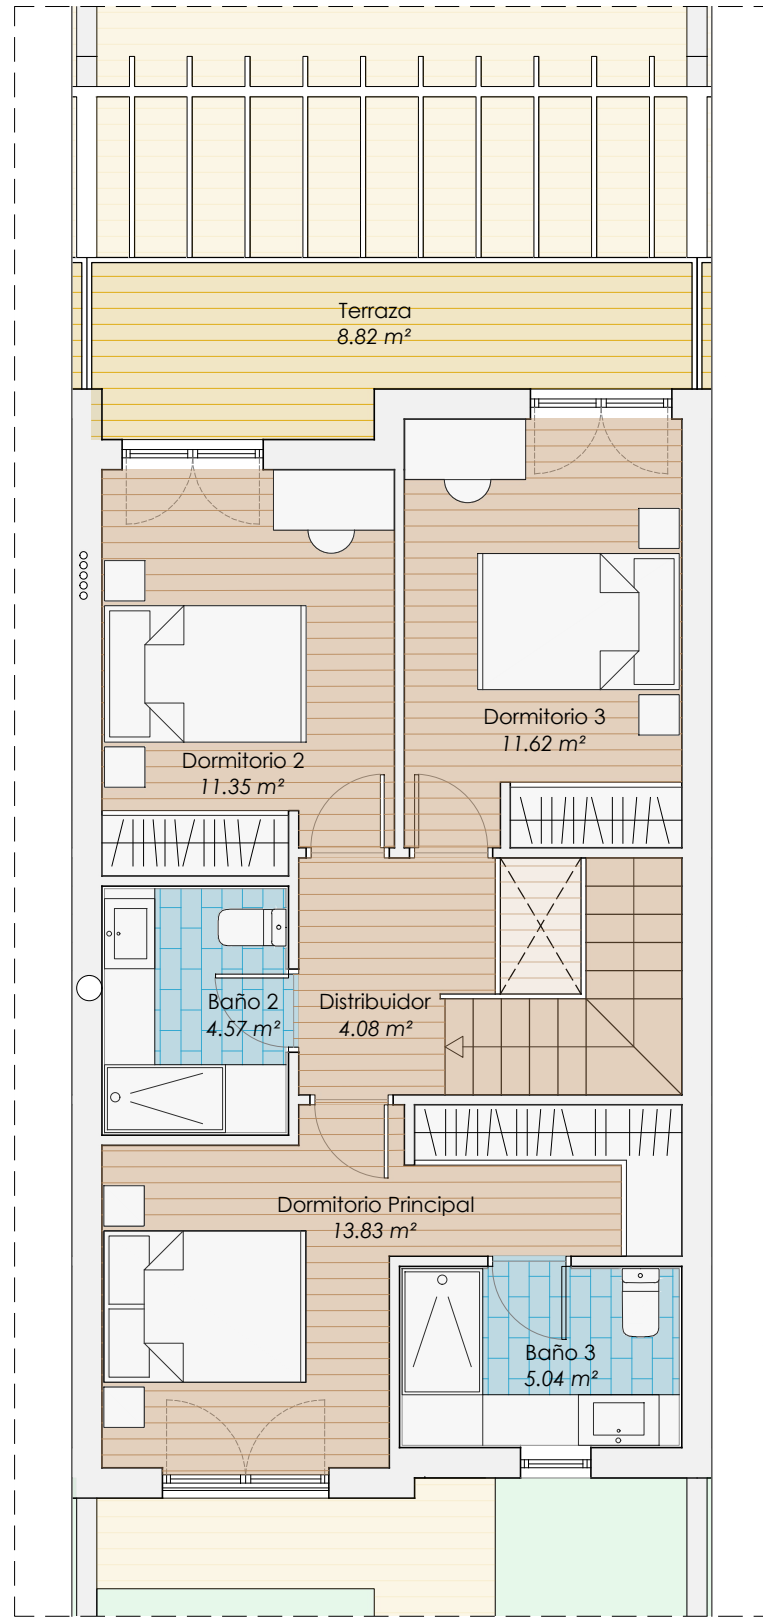 Terraza
8.82 m²
Dormitorio 3
11.62 m²
Dormitorio 2
11.35 m²
Baño 2
4.57 m²
Distribuidor
4.08 m²
Dormitorio Principal
13.83 m²
Baño 3
5.04 m²